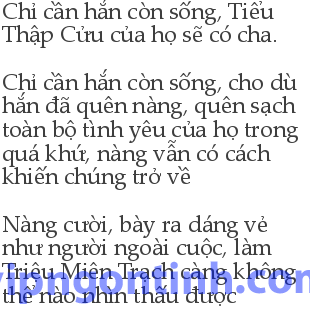 Chỉ cần hắn còn sống, Tiểu
Thập Cửu của họ sẽ có cha.
Chỉ cần hắn còn sống, cho dù
hắn đã quên nàng, quên sạch
toàn bộ tình yêu của họ trong
quá khứ, nàng vẫn có cách
khiến chúng trở về
Nàng cười, bày ra dáng vẻ
như người ngoài cuộc, làm
Triệu Miên Trạch càng không
thể nào nhìn thấu được